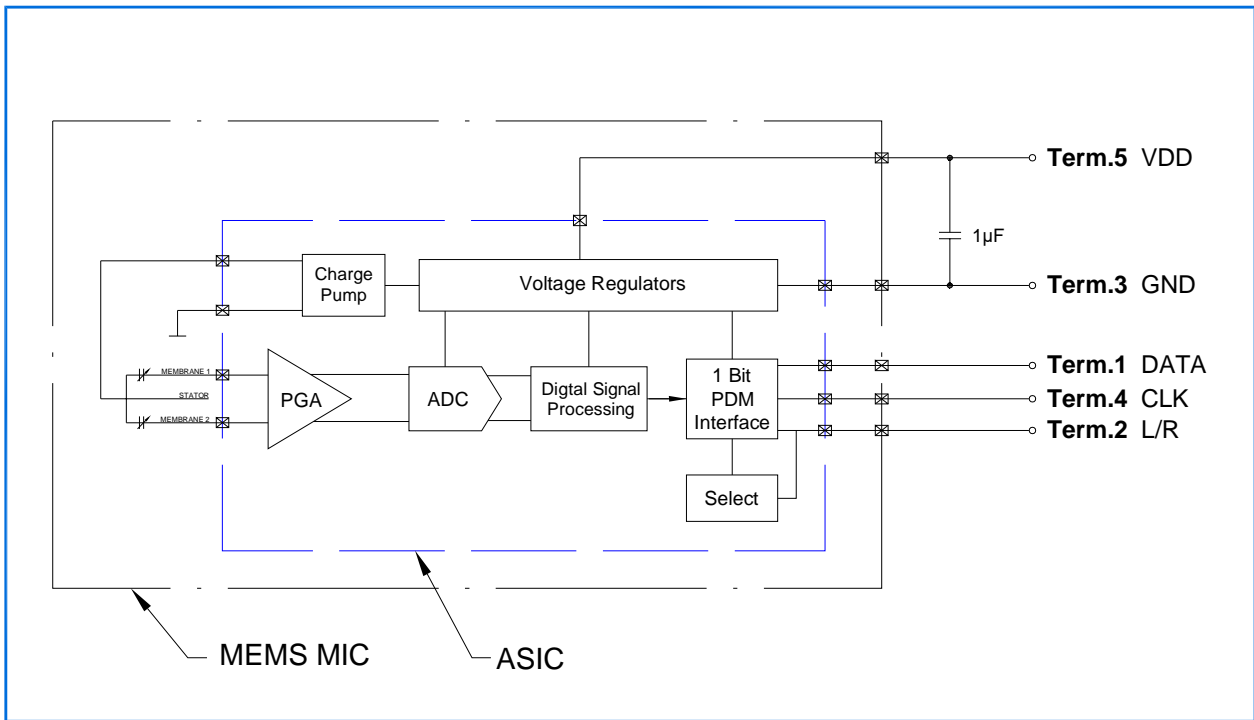 Term.5 VDD
1µF
Charge
Pump
Voltage Regulators
Term.3 GND
MEMBRANE 1
STATOR
MEMBRANE 2
PGA
ADC
Digtal Signal
Processing
1 Bit
PDM
Interface
Term.1 DATA
Term.4 CLK
Term.2 L/R
Select
MEMS MIC
ASIC